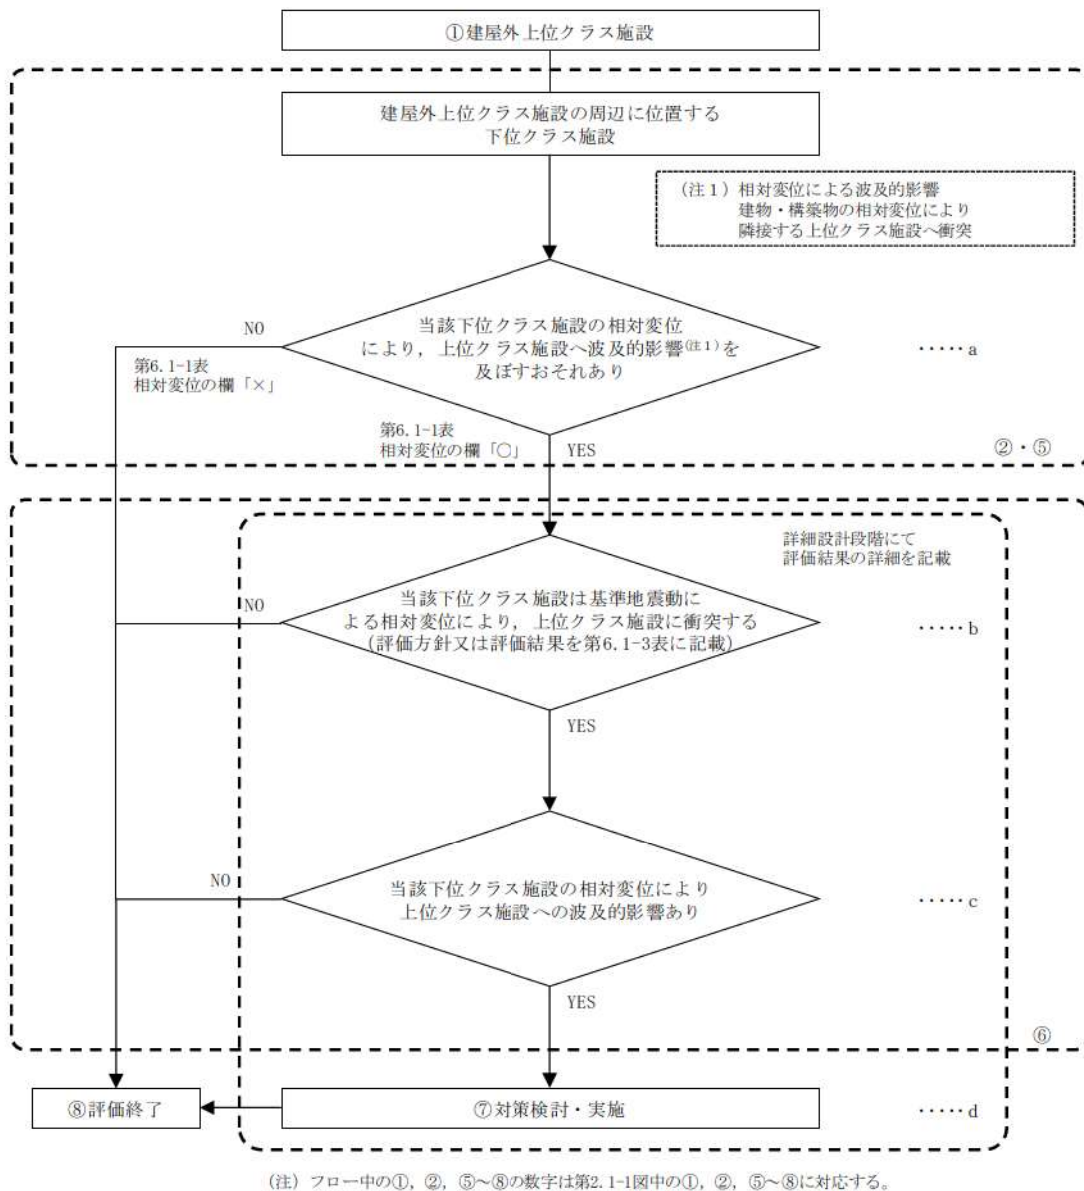 ①建屋外上位クラス施設
建屋外上位クラス施設の周辺に位置する
下位クラス施設
(注1)相対変位による波及的影響
建物・構築物の相対変位により
隣接する上位クラス施設へ衝突
当該下位クラス施設の相対変位
により,上位クラス施設へ波及的影響(注1)を
及ぼすおそれあり
・・・・・a
NO
第6.1-1表
相対変位の欄「×」
第6.1-1表
相対変位の欄「○」
YES
②・⑤
詳細設計段階にて
評価結果の詳細を記載
当該下位クラス施設は基準地震動に
よる相対変位により,上位クラス施設に衝突する
(評価方針又は評価結果を第6.1-3表に記載)
・・・・・b
NO
YES
当該下位クラス施設の相対変位により
上位クラス施設への波及的影響あり
・・・・・c
NO
YES
⑥
⑧評価終了
⑦対策検討・実施
・・・・・d
(注) フロー中の①,②,⑤~⑧の数字は第2.1-1図中の①,②,⑤~⑧に対応する。